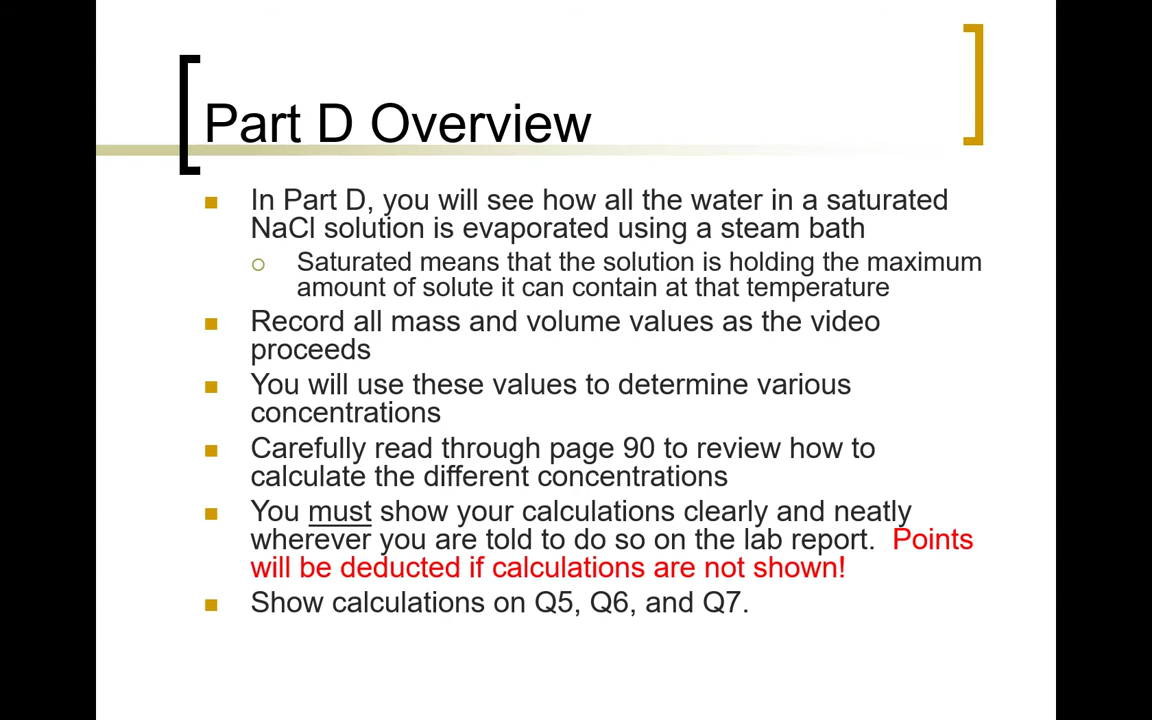 Part D Overview
In Part D, you will see how all the water in a saturated
NaCl solution is evaporated using a steam bath
Saturated means that the solution is holding the maximum
amount of solute it can contain at that temperature
Record all mass and volume values as the video
proceeds
You will use these values to determine various
concentrations
Carefully read through page 90 to review how to
calculate the different concentrations
You must show your calculations clearly and neatly
wherever you are told to do so on the lab report. Points
will be deducted if calculations are not shown!
Show calculations on Q5, Q6, and Q7.